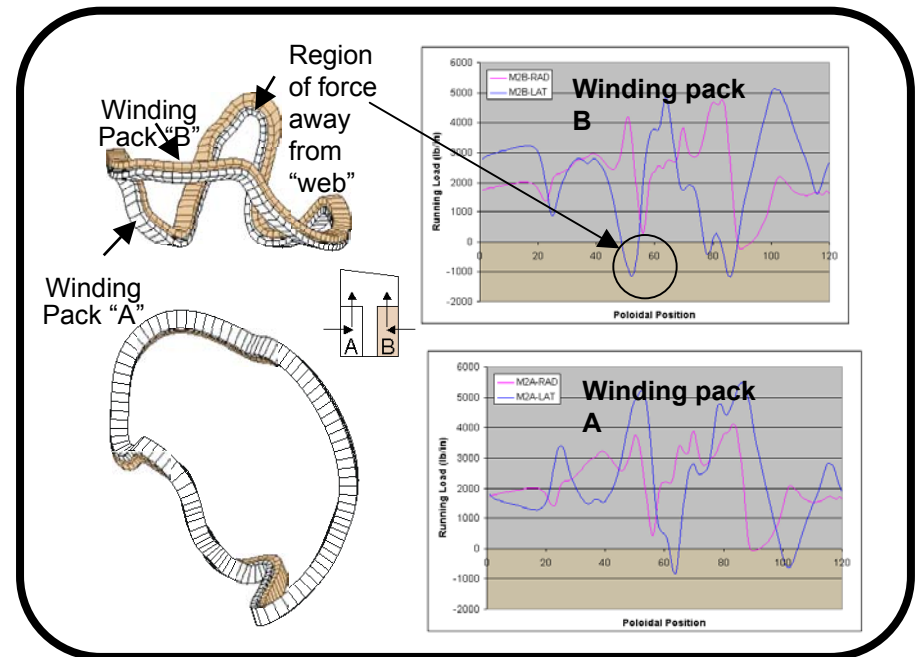 Region
of force
away
from
“web”
Winding
Pack “B”
Winding
Pack “A”
A
B
M2B-RAD
M2B-LAT
Winding pack
B
Running Load (lb/in)
6000
5000
4000
3000
2000
1000
0
-1000
-2000
0 20 40 60 80 100 120
Poloidal Position
M2A-RAD
M2A-LAT
Winding pack
A
Running Load (lb/in)
6000
5000
4000
3000
2000
1000
0
-1000
-2000
0 20 40 60 80 100 120
Poloidal Position